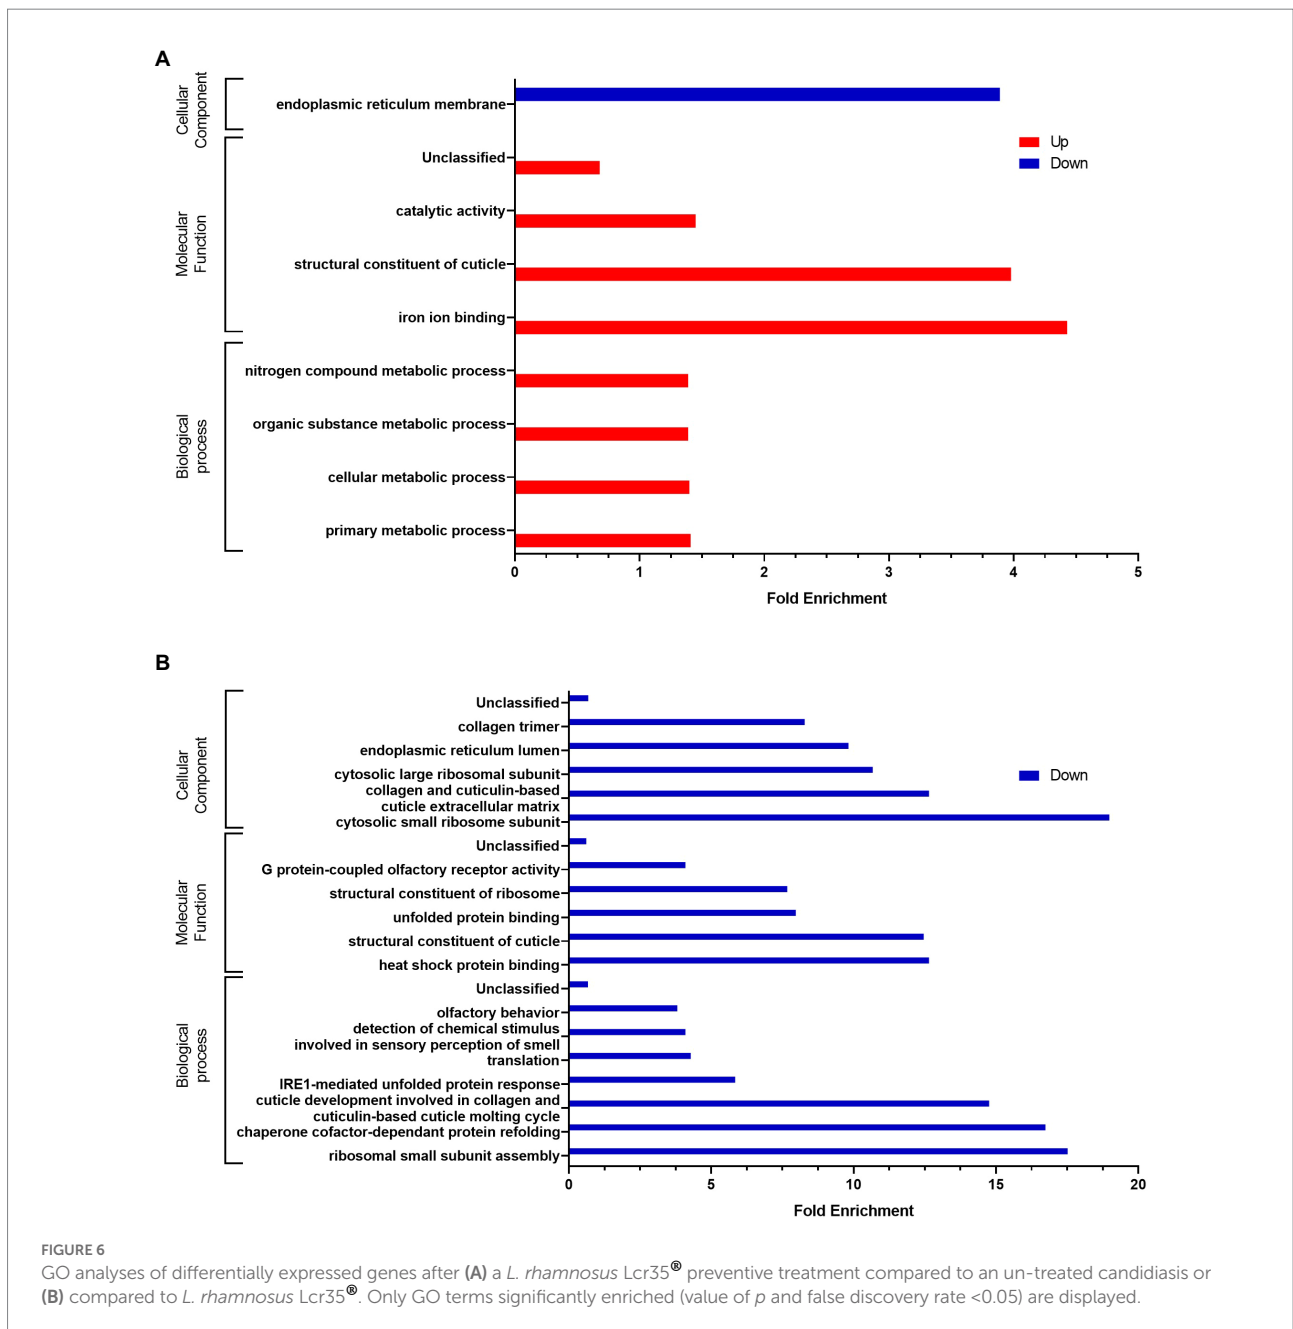 A
Cellular
Component
endoplasmic reticulum membrane
Up
Down
Molecular
Function
Unclassified
catalytic activity
structural constituent of cuticle
iron ion binding
Biological
process
nitrogen compound metabolic process
organic substance metabolic process
cellular metabolic process
primary metabolic process
0 1 2 3 4 5
Fold Enrichment
B
Cellular
Component
Unclassified
collagen trimer
endoplasmic reticulum lumen
cytosolic large ribosomal subunit
collagen and cuticulin-based
cuticle extracellular matrix
cytosolic small ribosome subunit
Down
Molecular
Function
Unclassified
G protein-coupled olfactory receptor activity
structural constituent of ribosome
unfolded protein binding
structural constituent of cuticle
heat shock protein binding
Biological
process
Unclassified
olfactory behavior
detection of chemical stimulus
involved in sensory perception of smell
translation
IRE1-mediated unfolded protein response
cuticle development involved in collagen and
cuticulin-based cuticle molting cycle
chaperone cofactor-dependant protein refolding
ribosomal small subunit assembly
0 5 10 15 20
Fold Enrichment
FIGURE 6
GO analyses of differentially expressed genes after (A) a L. rhamnosus Lcr35® preventive treatment compared to an un-treated candidiasis or
(B) compared to L. rhamnosus Lcr35®. Only GO terms significantly enriched (value of p and false discovery rate <0.05) are displayed.